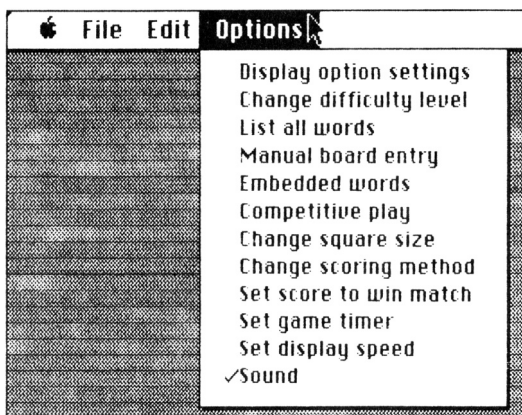 File Edit Options
Display option settings
Change difficulty level
List all words
Manual board entry
Embedded words
Competitive play
Change square size
Change scoring method
Set score to win match
Set game timer
Set display speed
✓Sound